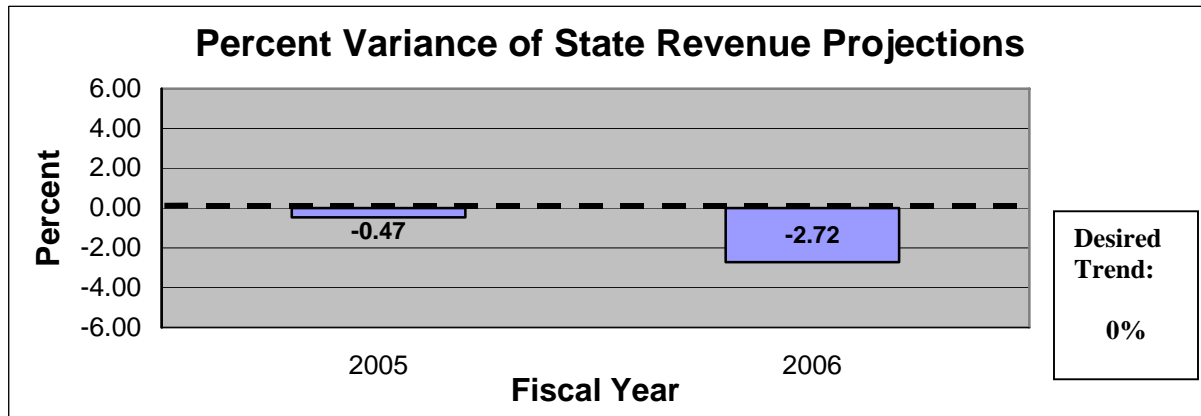 Percent Variance of State Revenue Projections
Percent
6.00
4.00
2.00
0.00
-2.00
-4.00
-6.00
-0.47
-2.72
2005
2006
Fiscal Year
Desired
Trend:
0%